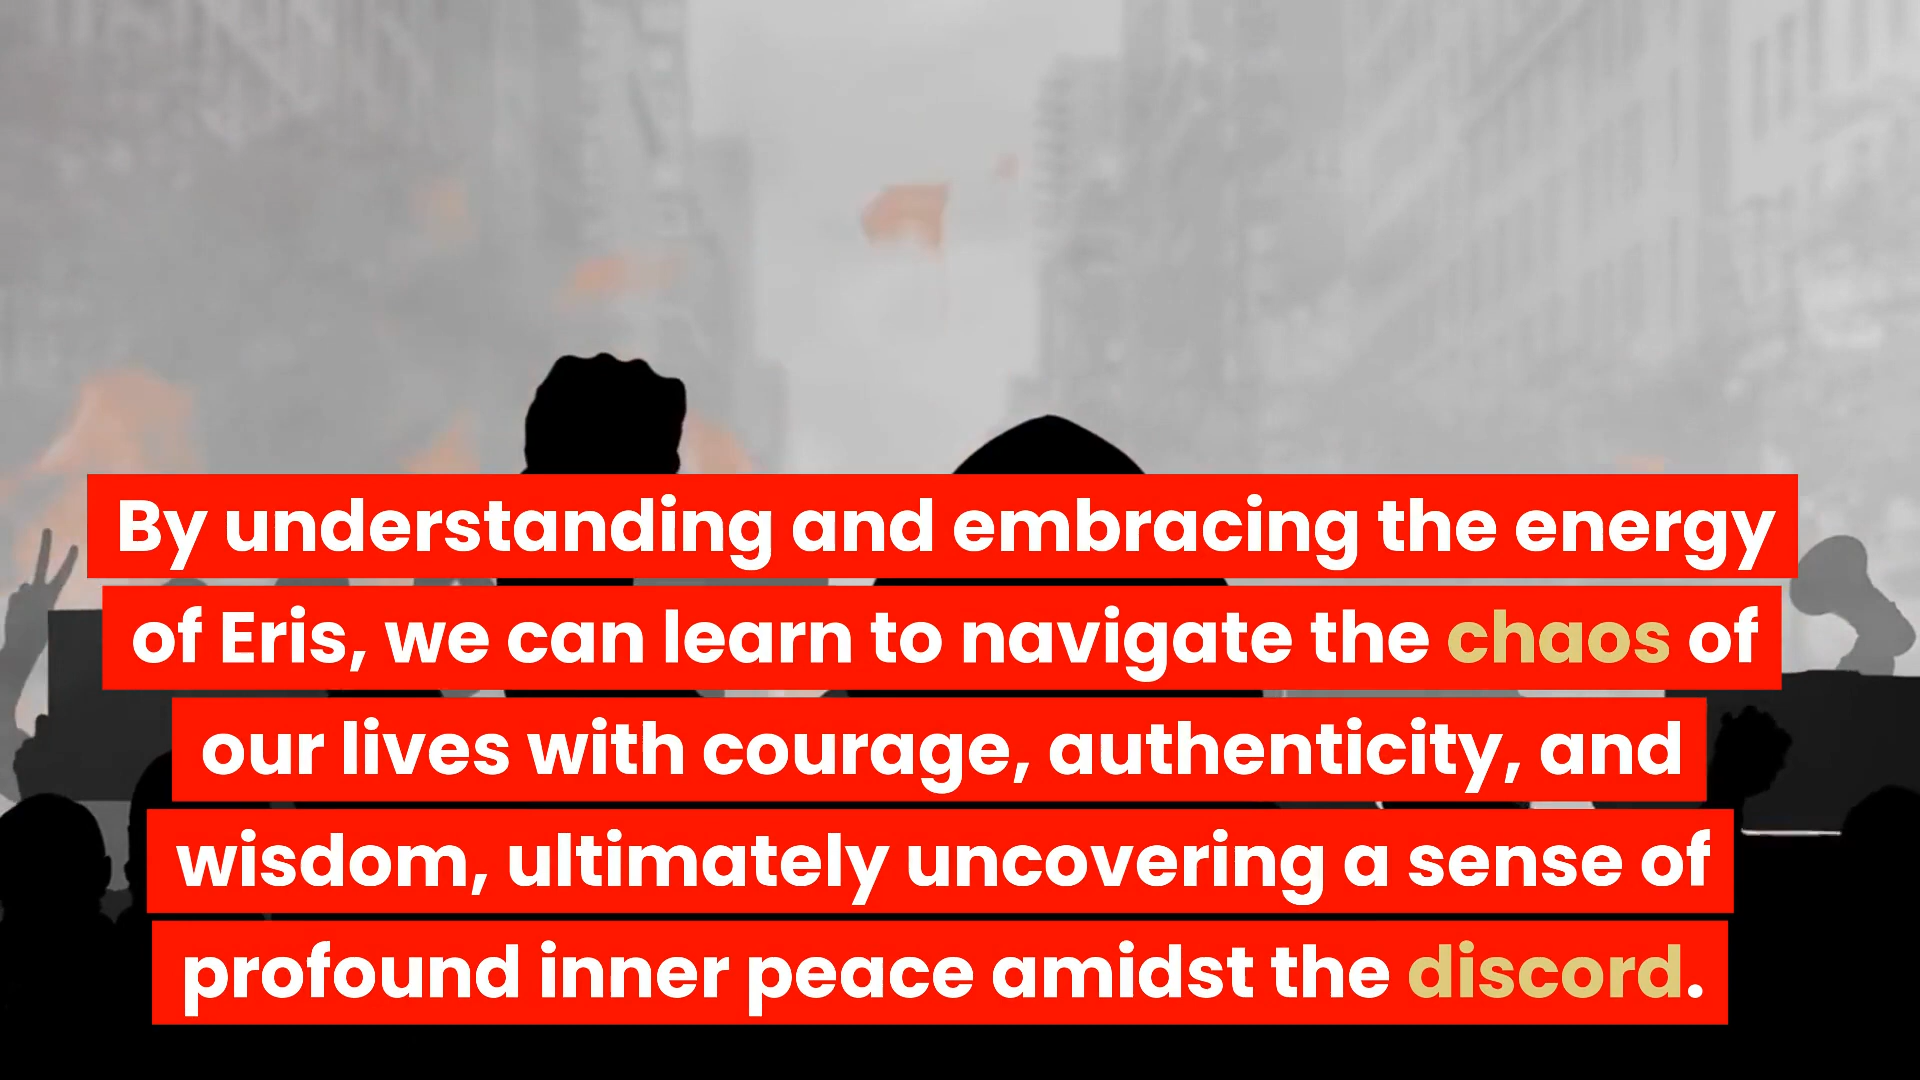 By understanding and embracing the energy
of Eris, we can learn to navigate the chaos of
our lives with courage, authenticity, and
wisdom, ultimately uncovering a sense of
profound inner peace amidst the discord.